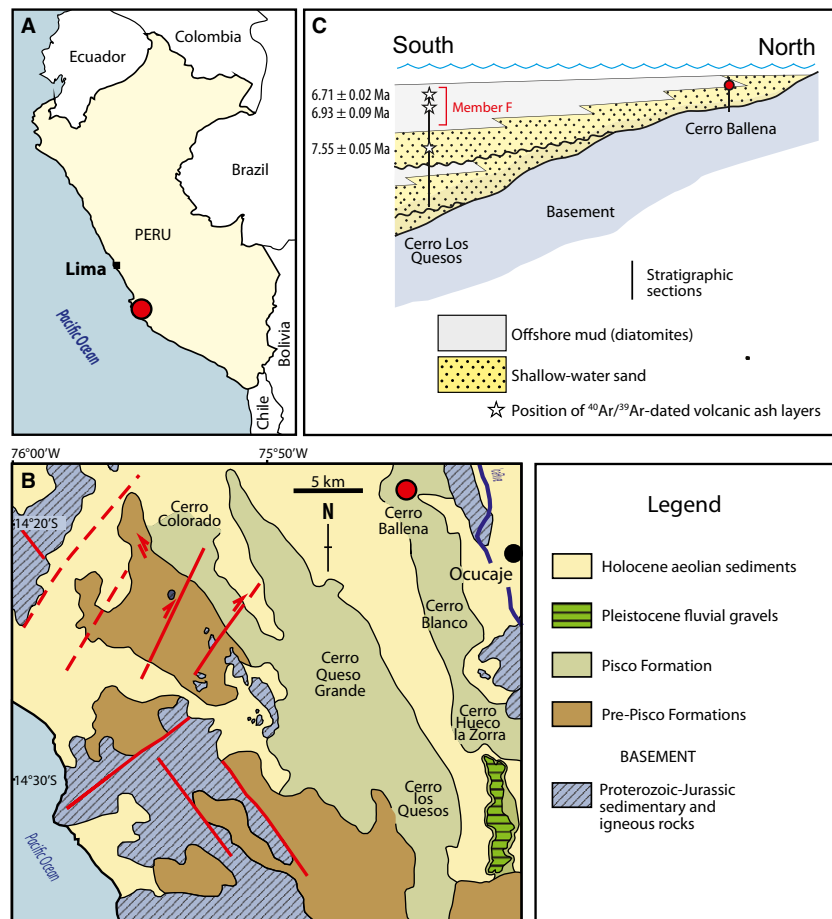 A
Colombia
Ecuador
Brazil
PERU
Lima
Pacific Ocean
Bolivia
Chile
C
South
North
6.71 ± 0.02 Ma
6.93 ± 0.09 Ma
Member F
7.55 ± 0.05 Ma
Cerro Ballena
Basement
Cerro Los
Quesos
Stratigraphic
sections
Offshore mud (diatomites)
Shallow-water sand
Position of ⁴⁰Ar/³⁹Ar-dated volcanic ash layers
76°00'W
75°50'W
B
5 km
N
14°20'S
Cerro
Colorado
Cerro
Ballena
Ocucaje
Cerro
Blanco
Cerro
Queso
Grande
Cerro
Hueco
la Zorra
14°30'S
Cerro
los
Quesos
Pacific Ocean
Legend
Holocene aeolian sediments
Pleistocene fluvial gravels
Pisco Formation
Pre-Pisco Formations
BASEMENT
Proterozoic-Jurassic
sedimentary and
igneous rocks